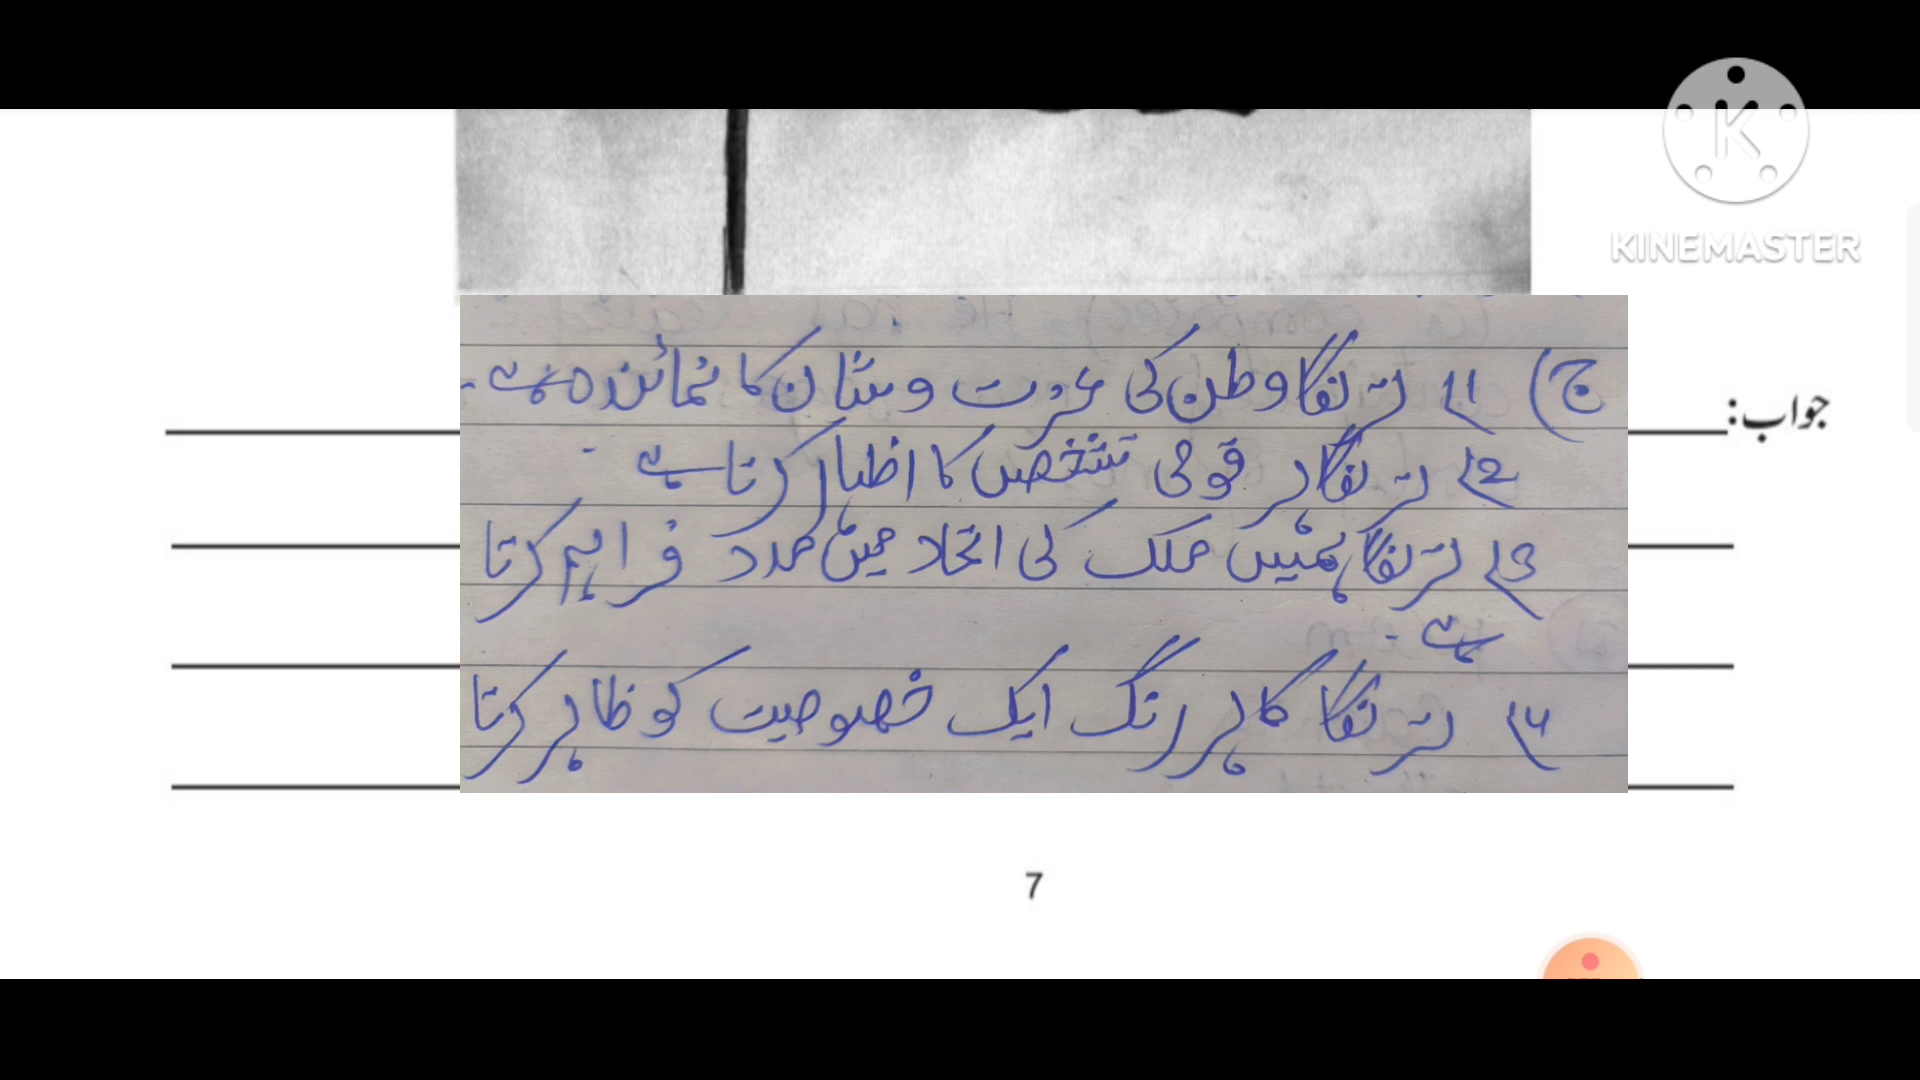 KINEMASTER
جواب:
ج) 1) ترنگا وطن کی عزت و شان کا نمائندہ ہے۔
2) ترنگا ہر قومی تشخص کا اظہار کرتا ہے۔
3) ترنگا ہمیں ملک کی اتحاد میں مدد فراہم کرتا
ہے۔
4) ترنگا کا ہر رنگ ایک خصوصیت کو ظاہر کرتا
7